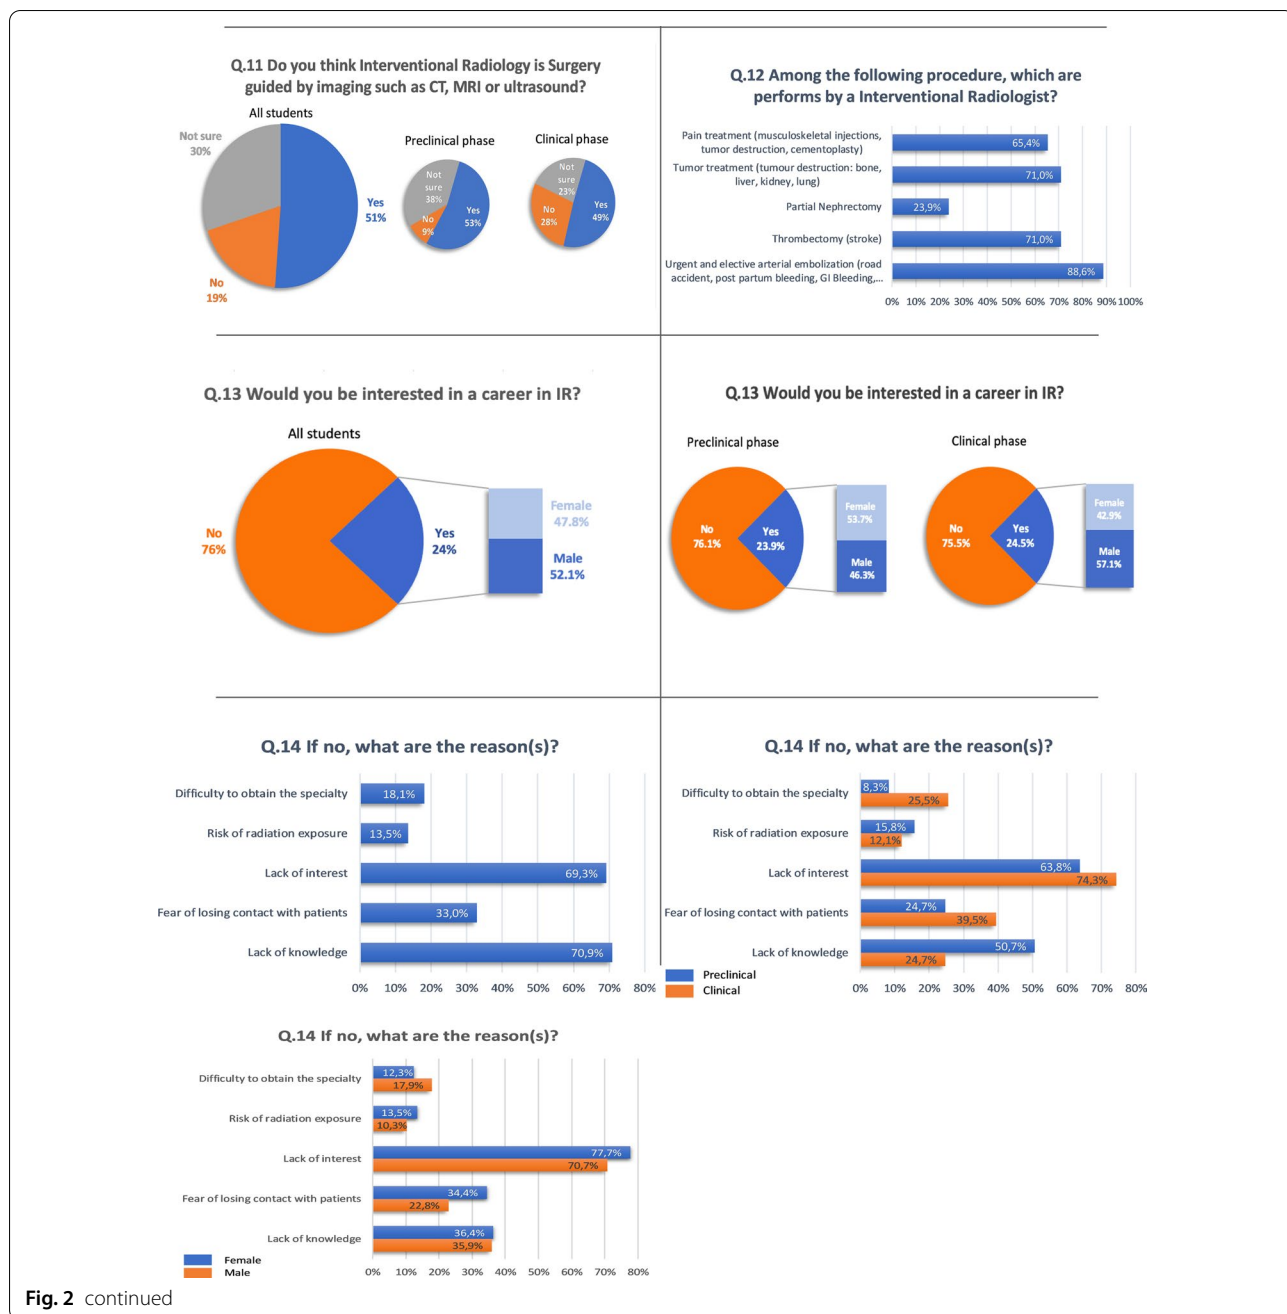 Q.11 Do you think Interventional Radiology is Surgery
guided by imaging such as CT, MRI or ultrasound?
All students
Not sure
30%
Yes
51%
No
19%
Preclinical phase
Not
sure
38%
No
9%
Yes
53%
Clinical phase
Not
sure
23%
No
28%
Yes
49%
Q.12 Among the following procedure, which are
performs by a Interventional Radiologist?
Pain treatment (musculoskeletal injections,
tumor destruction, cementoplasty)
65,4%
Tumor treatment (tumour destruction: bone,
liver, kidney, lung)
71,0%
Partial Nephrectomy
23,9%
Thrombectomy (stroke)
71,0%
Urgent and elective arterial embolization (road
accident, post partum bleeding, GI Bleeding,...
88,6%
0% 10% 20% 30% 40% 50% 60% 70% 80% 90% 100%
Q.13 Would you be interested in a career in IR?
All students
No
76%
Yes
24%
Female
47.8%
Male
52.1%
Q.13 Would you be interested in a career in IR?
Preclinical phase
No
76.1%
Yes
23.9%
Female
53.7%
Male
46.3%
Clinical phase
No
75.5%
Yes
24.5%
Female
42.9%
Male
57.1%
Q.14 If no, what are the reason(s)?
Difficulty to obtain the specialty
18,1%
Risk of radiation exposure
13,5%
Lack of interest
69,3%
Fear of losing contact with patients
33,0%
Lack of knowledge
70,9%
0% 10% 20% 30% 40% 50% 60% 70% 80%
Q.14 If no, what are the reason(s)?
Difficulty to obtain the specialty
8,3%
25,5%
Risk of radiation exposure
15,8%
12,1%
Lack of interest
63,8%
74,3%
Fear of losing contact with patients
24,7%
39,5%
Lack of knowledge
50,7%
24,7%
Preclinical
Clinical
0% 10% 20% 30% 40% 50% 60% 70% 80%
Q.14 If no, what are the reason(s)?
Difficulty to obtain the specialty
12,3%
17,9%
Risk of radiation exposure
13,5%
10,3%
Lack of interest
77,7%
70,7%
Fear of losing contact with patients
34,4%
22,8%
Lack of knowledge
36,4%
35,9%
Female
Male
0% 10% 20% 30% 40% 50% 60% 70% 80%
Fig. 2 continued